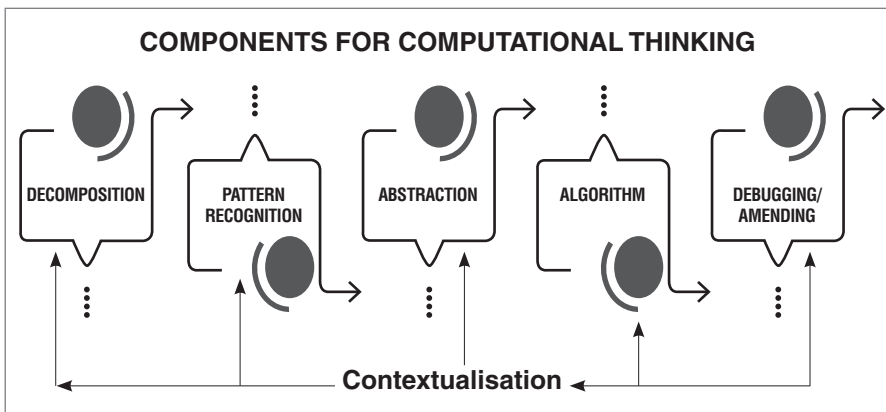 COMPONENTS FOR COMPUTATIONAL THINKING
DECOMPOSITION
PATTERN
RECOGNITION
ABSTRACTION
ALGORITHM
DEBUGGING/
AMENDING
Contextualisation